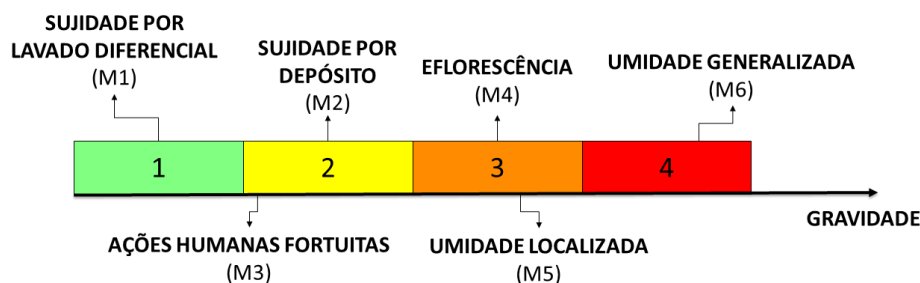 SUJIDADE POR
LAVADO DIFERENCIAL
(M1)
SUJIDADE POR
DEPÓSITO
(M2)
EFLORESCÊNCIA
(M4)
UMIDADE GENERALIZADA
(M6)
1
2
3
4
GRAVIDADE
AÇÕES HUMANAS FORTUITAS
(M3)
UMIDADE LOCALIZADA
(M5)